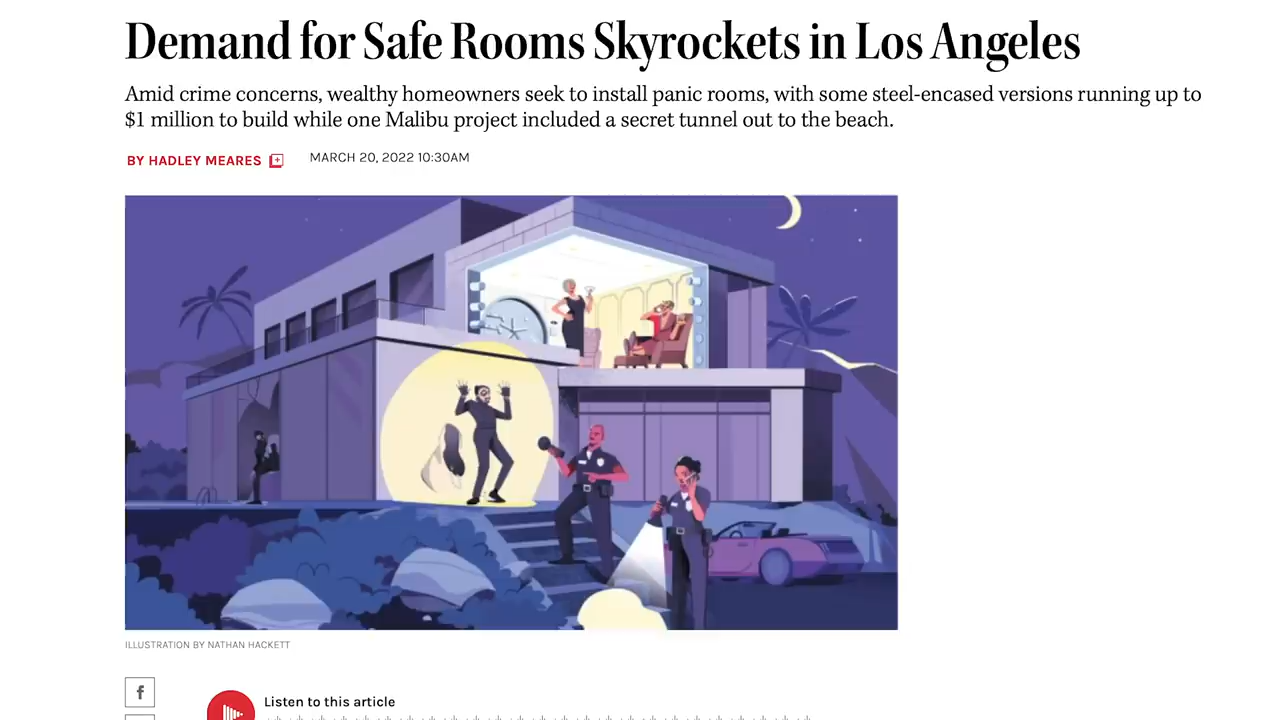 Demand for Safe Rooms Skyrockets in Los Angeles
Amid crime concerns, wealthy homeowners seek to install panic rooms, with some steel-encased versions running up to
$1 million to build while one Malibu project included a secret tunnel out to the beach.
BY HADLEY MEARES
MARCH 20, 2022 10:30AM
ILLUSTRATION BY NATHAN HACKETT
f
Listen to this article